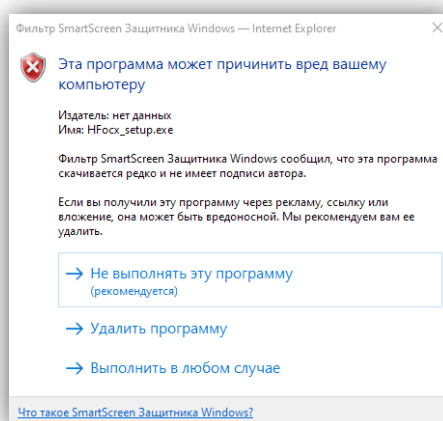 Фильтр SmartScreen Защитника Windows — Internet Explorer
Эта программа может причинить вред вашему
компьютеру
Издатель: нет данных
Имя: HFocx_setup.exe
Фильтр SmartScreen Защитника Windows сообщил, что эта программа
скачивается редко и не имеет подписи автора.
Если вы получили эту программу через рекламу, ссылку или
вложение, она может быть вредоносной. Мы рекомендуем вам ее
удалить.
Не выполнять эту программу
(рекомендуется)
Удалить программу
Выполнить в любом случае
Что такое SmartScreen Защитника Windows?